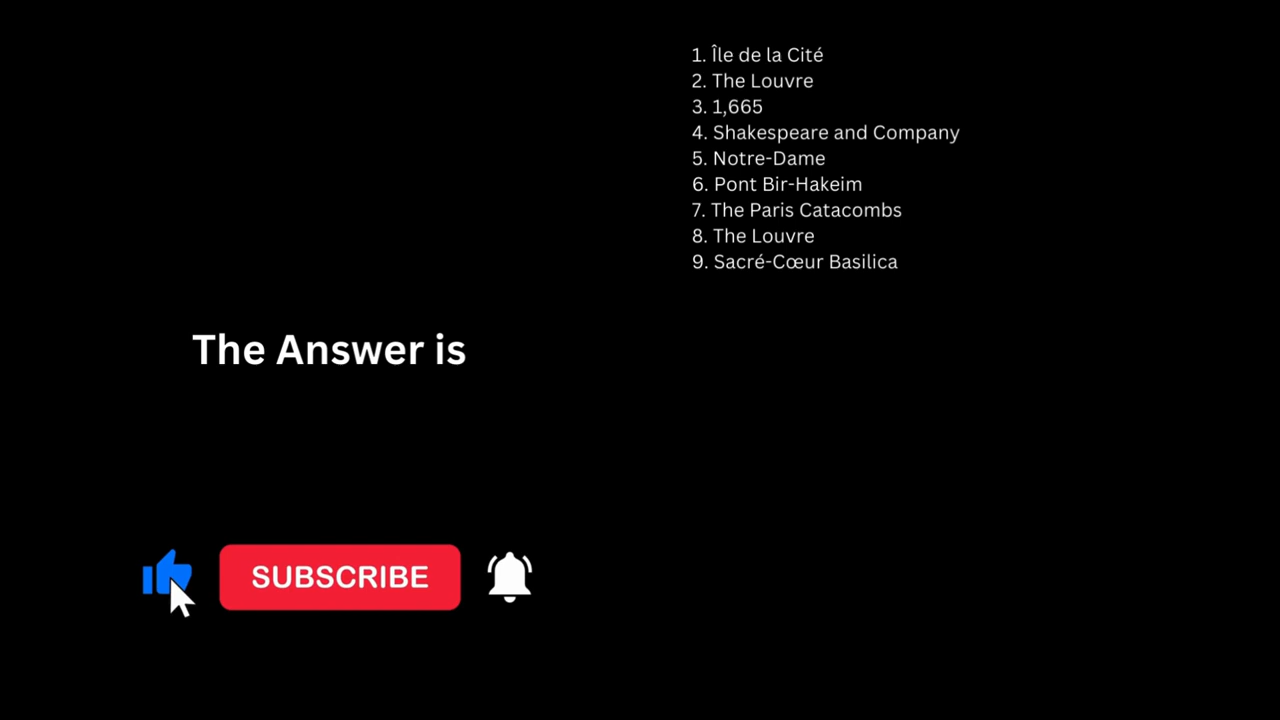 1. Île de la Cité
2. The Louvre
3. 1,665
4. Shakespeare and Company
5. Notre-Dame
6. Pont Bir-Hakeim
7. The Paris Catacombs
8. The Louvre
9. Sacré-Cœur Basilica
The Answer is
SUBSCRIBE